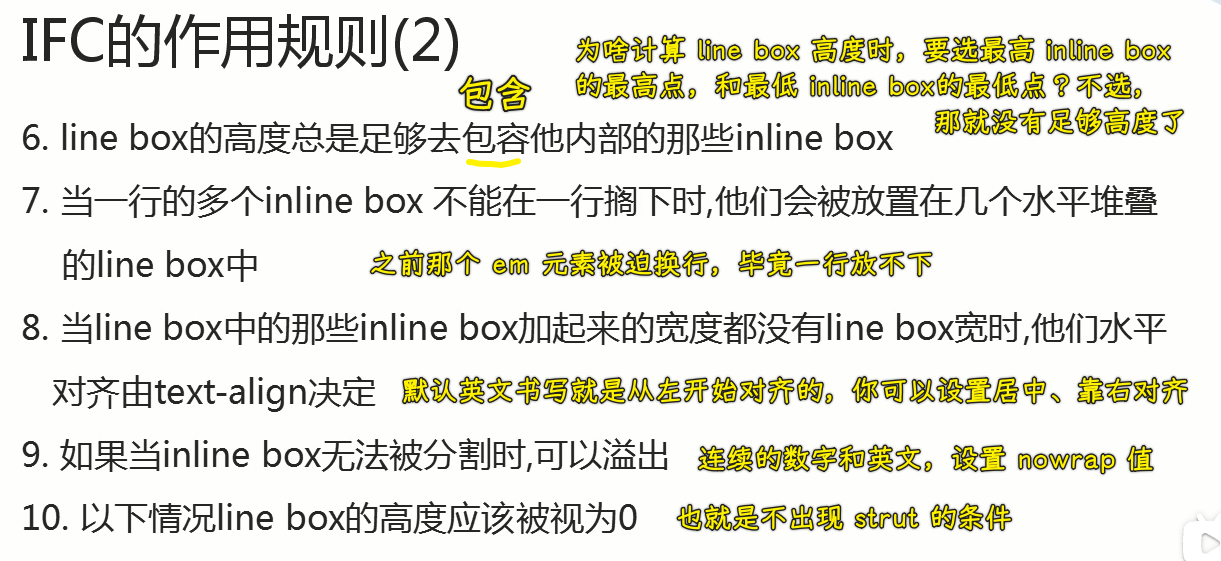 IFC的作用规则(2)
为啥计算 line box 高度时，要选最高 inline box
的最高点，和最低 inline box的最低点？不选，
那就没有足够高度了
包含
6. line box的高度总是足够去包容他内部的那些inline box
7. 当一行的多个inline box 不能在一行搁下时,他们会被放置在几个水平堆叠
的line box中
之前那个 em 元素被迫换行，毕竟一行放不下
8. 当line box中的那些inline box加起来的宽度都没有line box宽时,他们水平
对齐由text-align决定
默认英文书写就是从左开始对齐的，你可以设置居中、靠右对齐
9. 如果当inline box无法被分割时,可以溢出
连续的数字和英文，设置 nowrap 值
10. 以下情况line box的高度应该被视为0
也就是不出现 strut 的条件